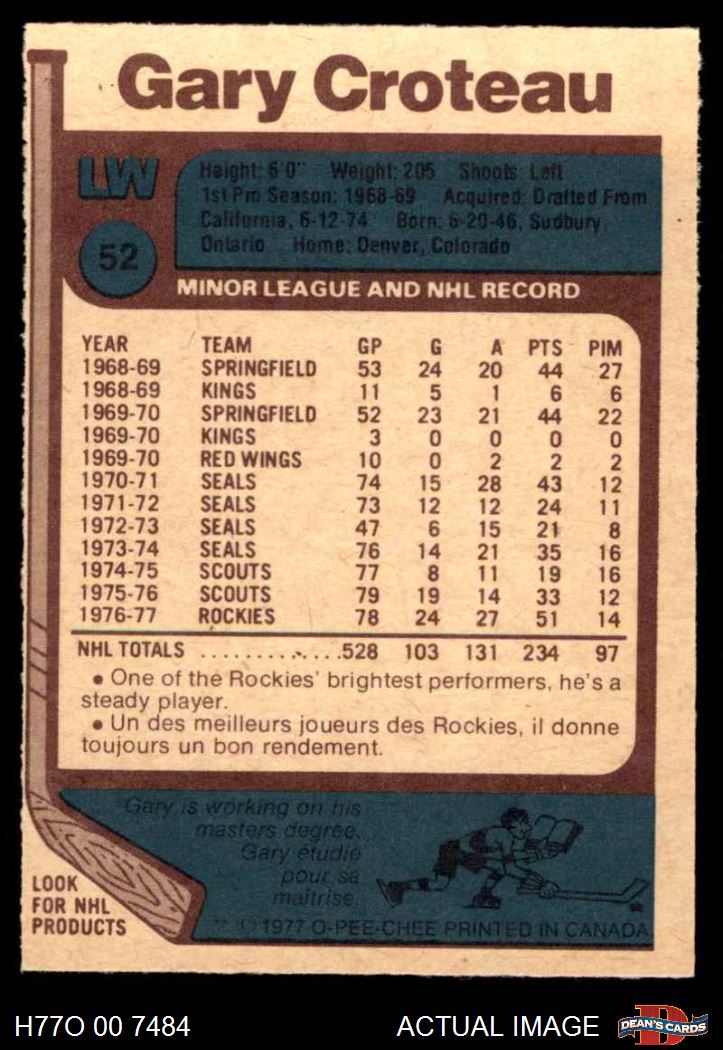 Gary Croteau
LW
52
Height: 6'0" Weight: 205 Shoots: Left
1st Pro Season: 1968-69 Acquired: Drafted From
California, 6-12-74 Born: 6-20-46, Sudbury,
Ontario Home: Denver, Colorado
MINOR LEAGUE AND NHL RECORD
YEAR TEAM GP G A PTS PIM
1968-69 SPRINGFIELD 53 24 20 44 27
1968-69 KINGS 11 5 1 6 6
1969-70 SPRINGFIELD 52 23 21 44 22
1969-70 KINGS 3 0 0 0 0
1969-70 RED WINGS 10 0 2 2 2
1970-71 SEALS 74 15 28 43 12
1971-72 SEALS 73 12 12 24 11
1972-73 SEALS 47 6 15 21 8
1973-74 SEALS 76 14 21 35 16
1974-75 SCOUTS 77 8 11 19 16
1975-76 SCOUTS 79 19 14 33 12
1976-77 ROCKIES 78 24 27 51 14
NHL TOTALS ..............528 103 131 234 97
• One of the Rockies' brightest performers, he's a
steady player.
• Un des meilleurs joueurs des Rockies, il donne
toujours un bon rendement.
Gary is working on his
masters degree.
Gary étudie
pour sa
maîtrise.
LOOK
FOR NHL
PRODUCTS
** © 1977 O-PEE-CHEE PRINTED IN CANADA
H77O 00 7484
ACTUAL IMAGE
D
DEAN'S CARDS